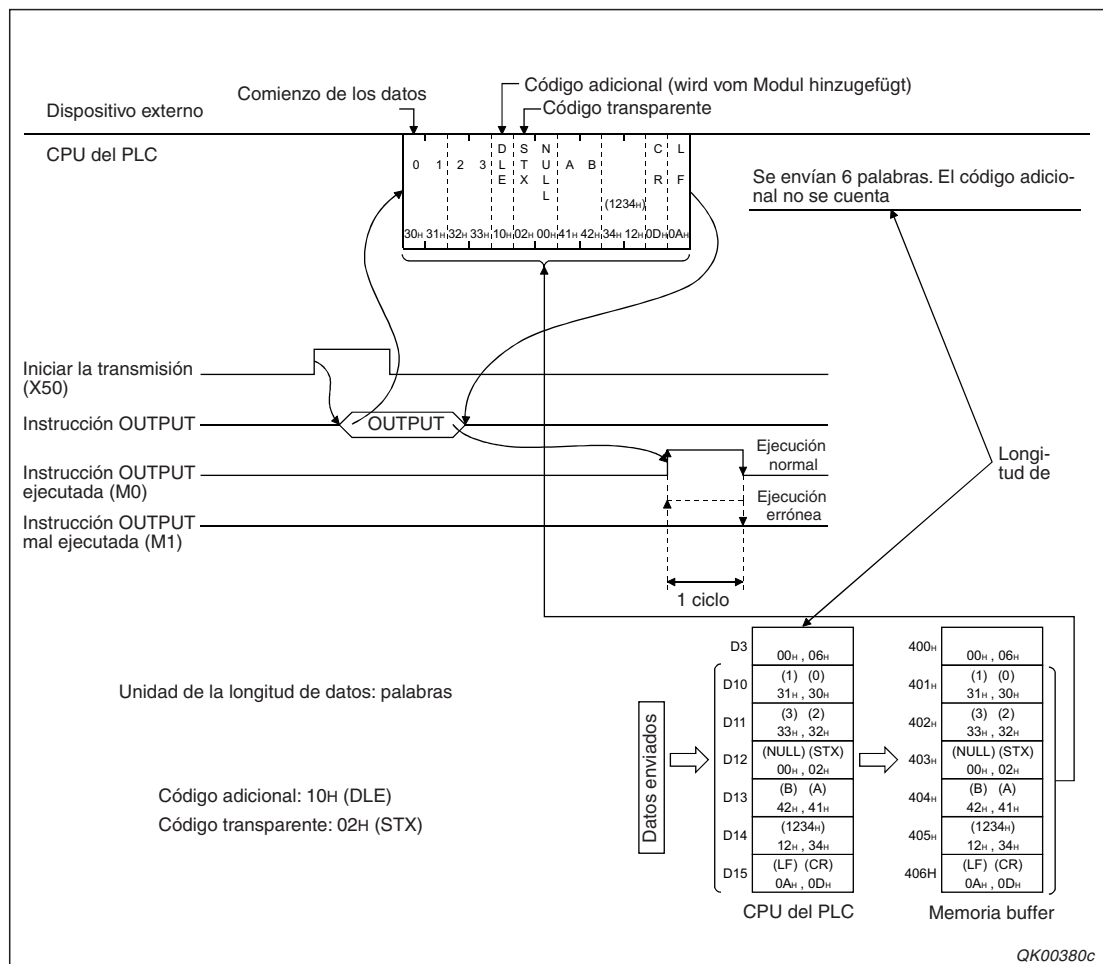 Dispositivo externo
Comienzo de los datos
Código adicional (wird vom Modul hinzugefügt)
Código transparente
CPU del PLC
0 1 2 3 DLE STX NULL A B (1234H) CR LF
30H 31H 32H 33H 10H 02H 00H 41H 42H 34H 12H 0DH 0AH
Se envían 6 palabras. El código adicio-
nal no se cuenta
Iniciar la transmisión
(X50)
Instrucción OUTPUT
OUTPUT
Instrucción OUTPUT
ejecutada (M0)
Ejecución
normal
Longi-
tud de
Instrucción OUTPUT
mal ejecutada (M1)
Ejecución
errónea
1 ciclo
Unidad de la longitud de datos: palabras
Código adicional: 10H (DLE)
Código transparente: 02H (STX)
Datos enviados
D3
00H , 06H
D10
(1) (0)
31H , 30H
D11
(3) (2)
33H , 32H
D12
(NULL) (STX)
00H , 02H
D13
(B) (A)
42H , 41H
D14
(1234H)
12H , 34H
D15
(LF) (CR)
0AH , 0DH
CPU del PLC
400H
00H , 06H
401H
(1) (0)
31H , 30H
402H
(3) (2)
33H , 32H
403H
(NULL) (STX)
00H , 02H
404H
(B) (A)
42H , 41H
405H
(1234H)
12H , 34H
406H
(LF) (CR)
0AH , 0DH
Memoria buffer
QK00380c